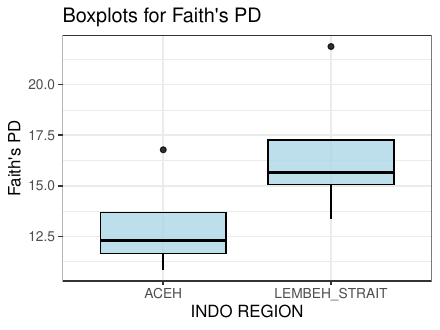 Boxplots for Faith's PD
Faith's PD
20.0
17.5
15.0
12.5
ACEH LEMBEH_STRAIT
INDO REGION